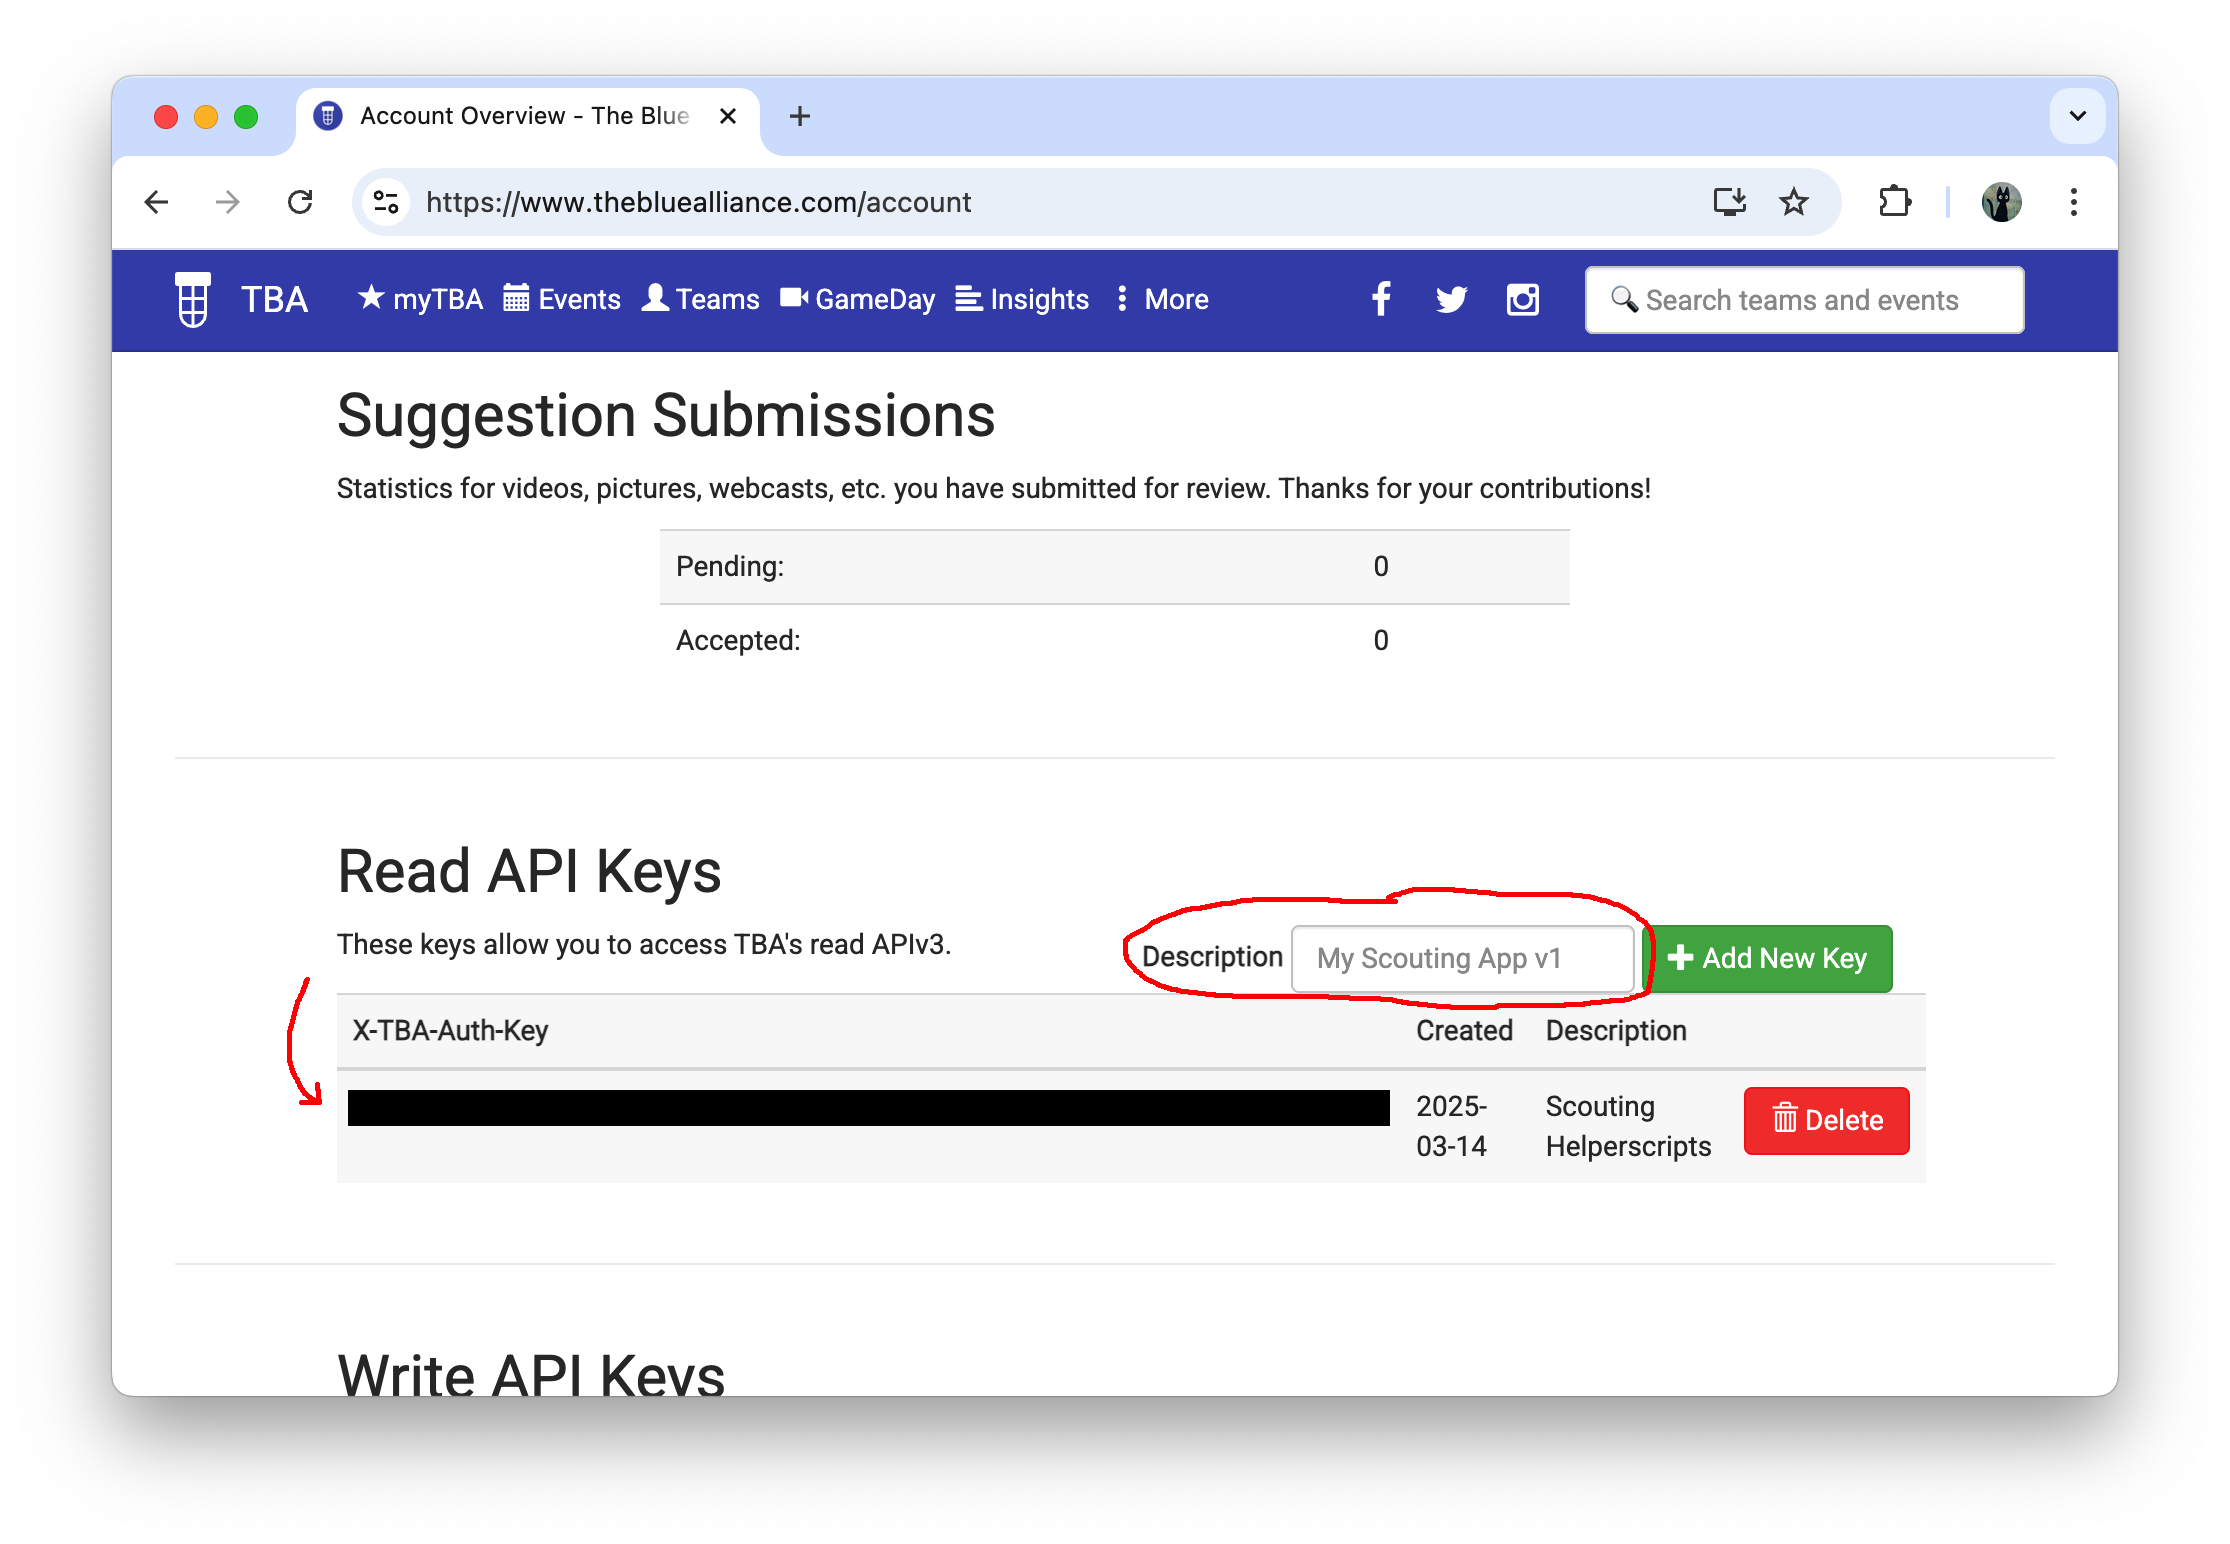 Account Overview - The Blue
https://www.thebluealliance.com/account
TBA myTBA Events Teams GameDay Insights More Search teams and events
Suggestion Submissions
Statistics for videos, pictures, webcasts, etc. you have submitted for review. Thanks for your contributions!
Pending: 0
Accepted: 0
Read API Keys
These keys allow you to access TBA's read APIv3.
Description My Scouting App v1 Add New Key
X-TBA-Auth-Key Created Description
2025-03-14 Scouting Helperscripts Delete
Write API Keys